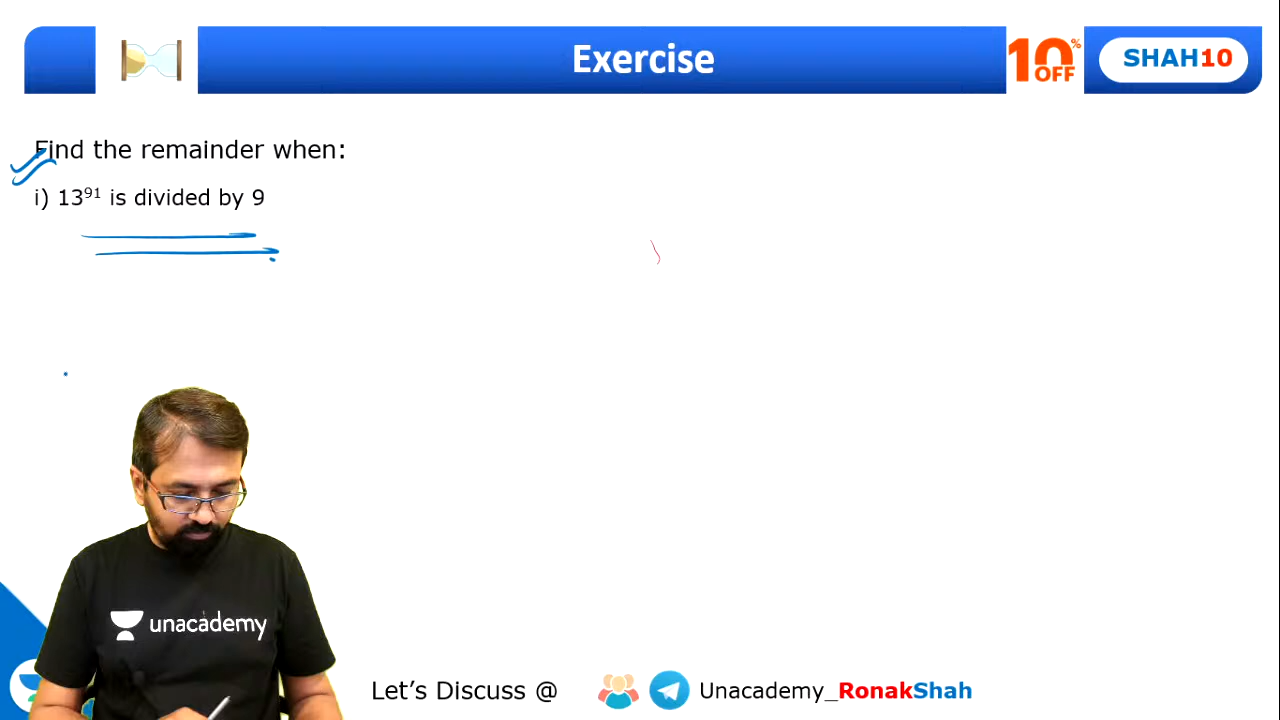 Exercise
10% OFF
SHAH10
Find the remainder when:
i) 13⁹¹ is divided by 9
unacademy
Let’s Discuss @
Unacademy_RonakShah